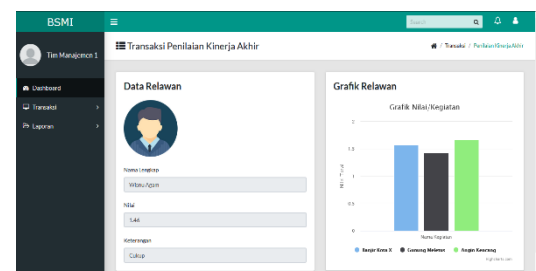 BSMI
Search
Tim Manajemen 1
Transaksi Penilaian Kinerja Akhir
/ Transaksi / Penilaian Kinerja Akhir
Dashboard
Transaksi
Laporan
Data Relawan
Nama Lengkap
Nilai
Keterangan
Cukup
Grafik Relawan
Grafik Nilai/Kegiatan
2
1.5
1
0.5
0
Nilai Total
Nama Kegiatan
Banjir Kota X
Gunung Meletus
Angin Kencang